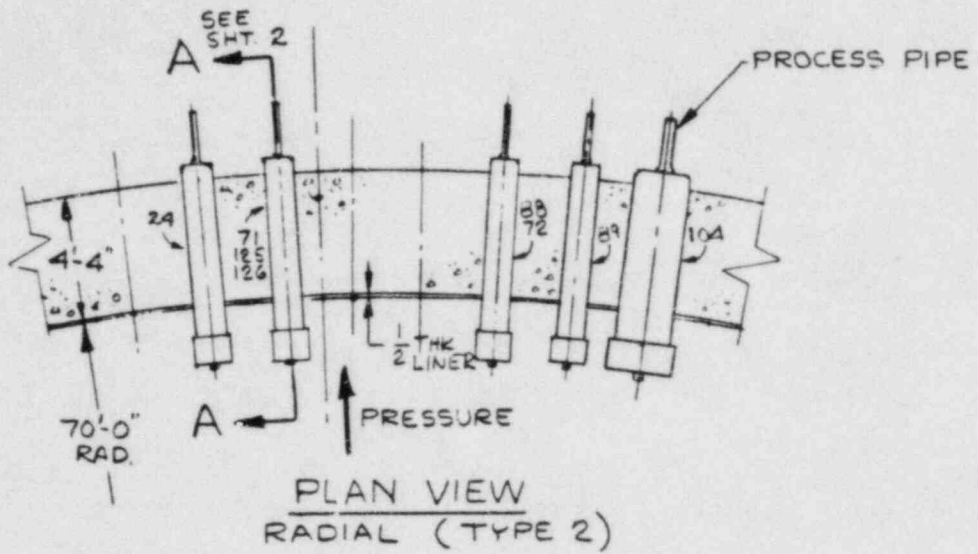 SEE
SHT. 2
A
PROCESS PIPE
24
71
125
126
88
72
89
104
4'-4"
1/2 THK
LINER
A
PRESSURE
70'-0"
RAD.
PLAN VIEW
RADIAL (TYPE 2)